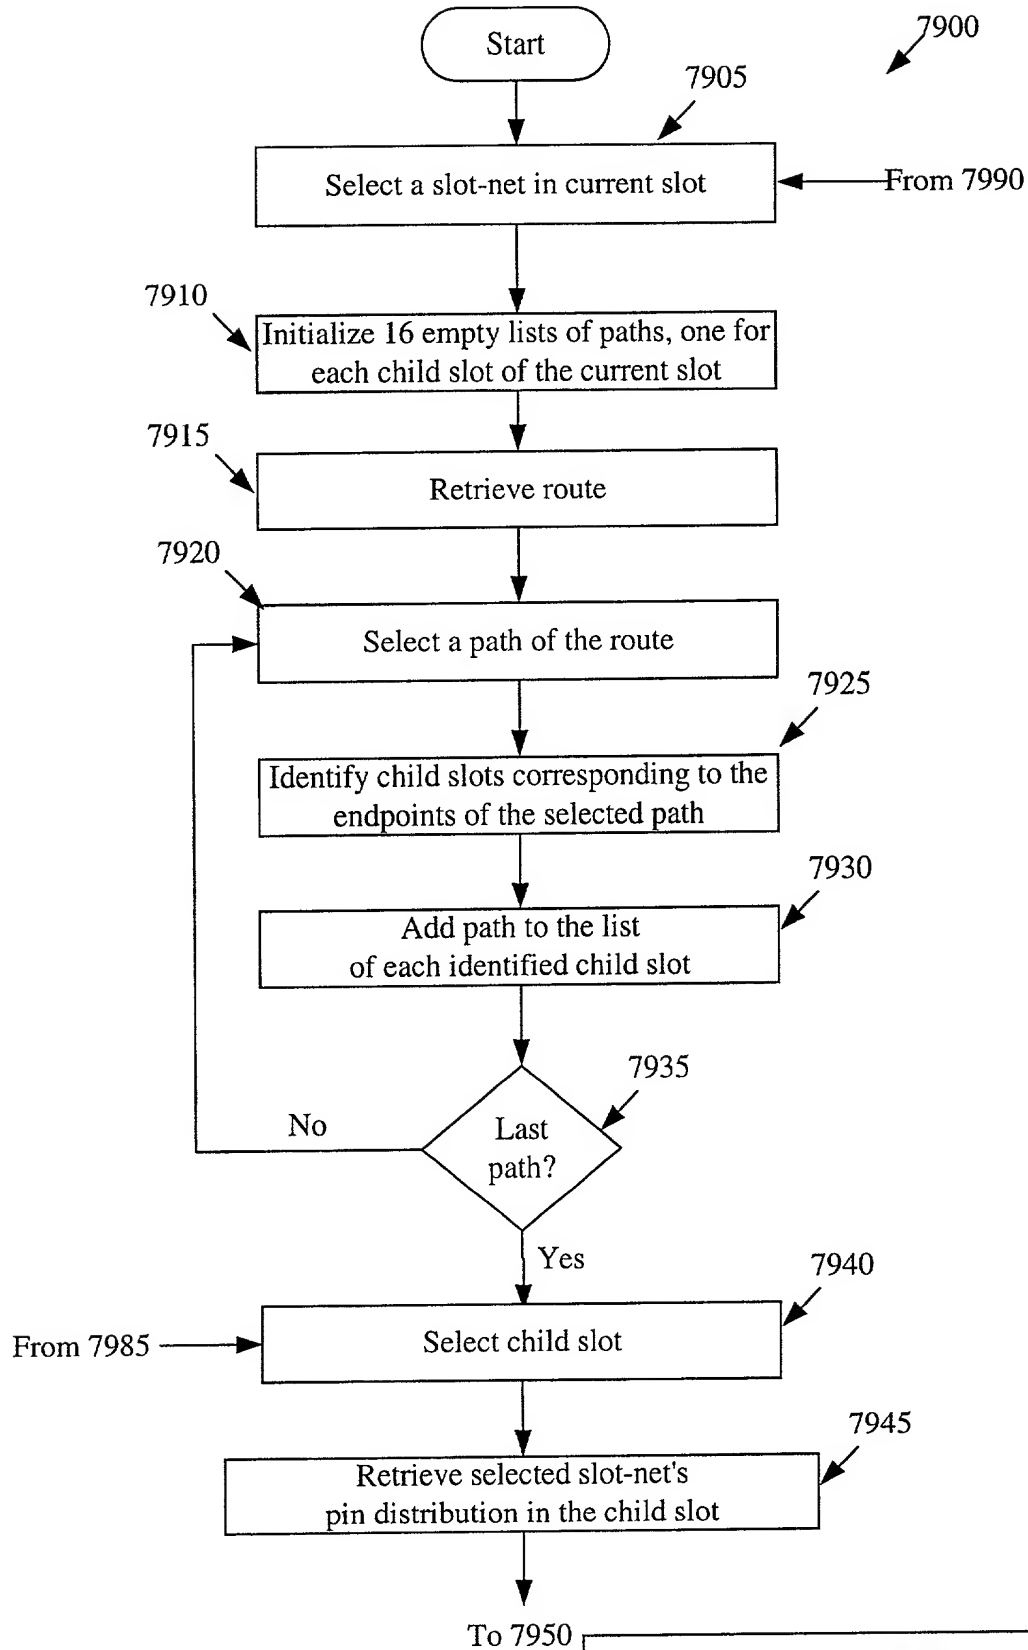 Start
7900
7905
Select a slot-net in current slot
From 7990
7910
Initialize 16 empty lists of paths, one for
each child slot of the current slot
7915
Retrieve route
7920
Select a path of the route
7925
Identify child slots corresponding to the
endpoints of the selected path
7930
Add path to the list
of each identified child slot
7935
Last
path?
No
Yes
7940
From 7985
Select child slot
7945
Retrieve selected slot-net's
pin distribution in the child slot
To 7950